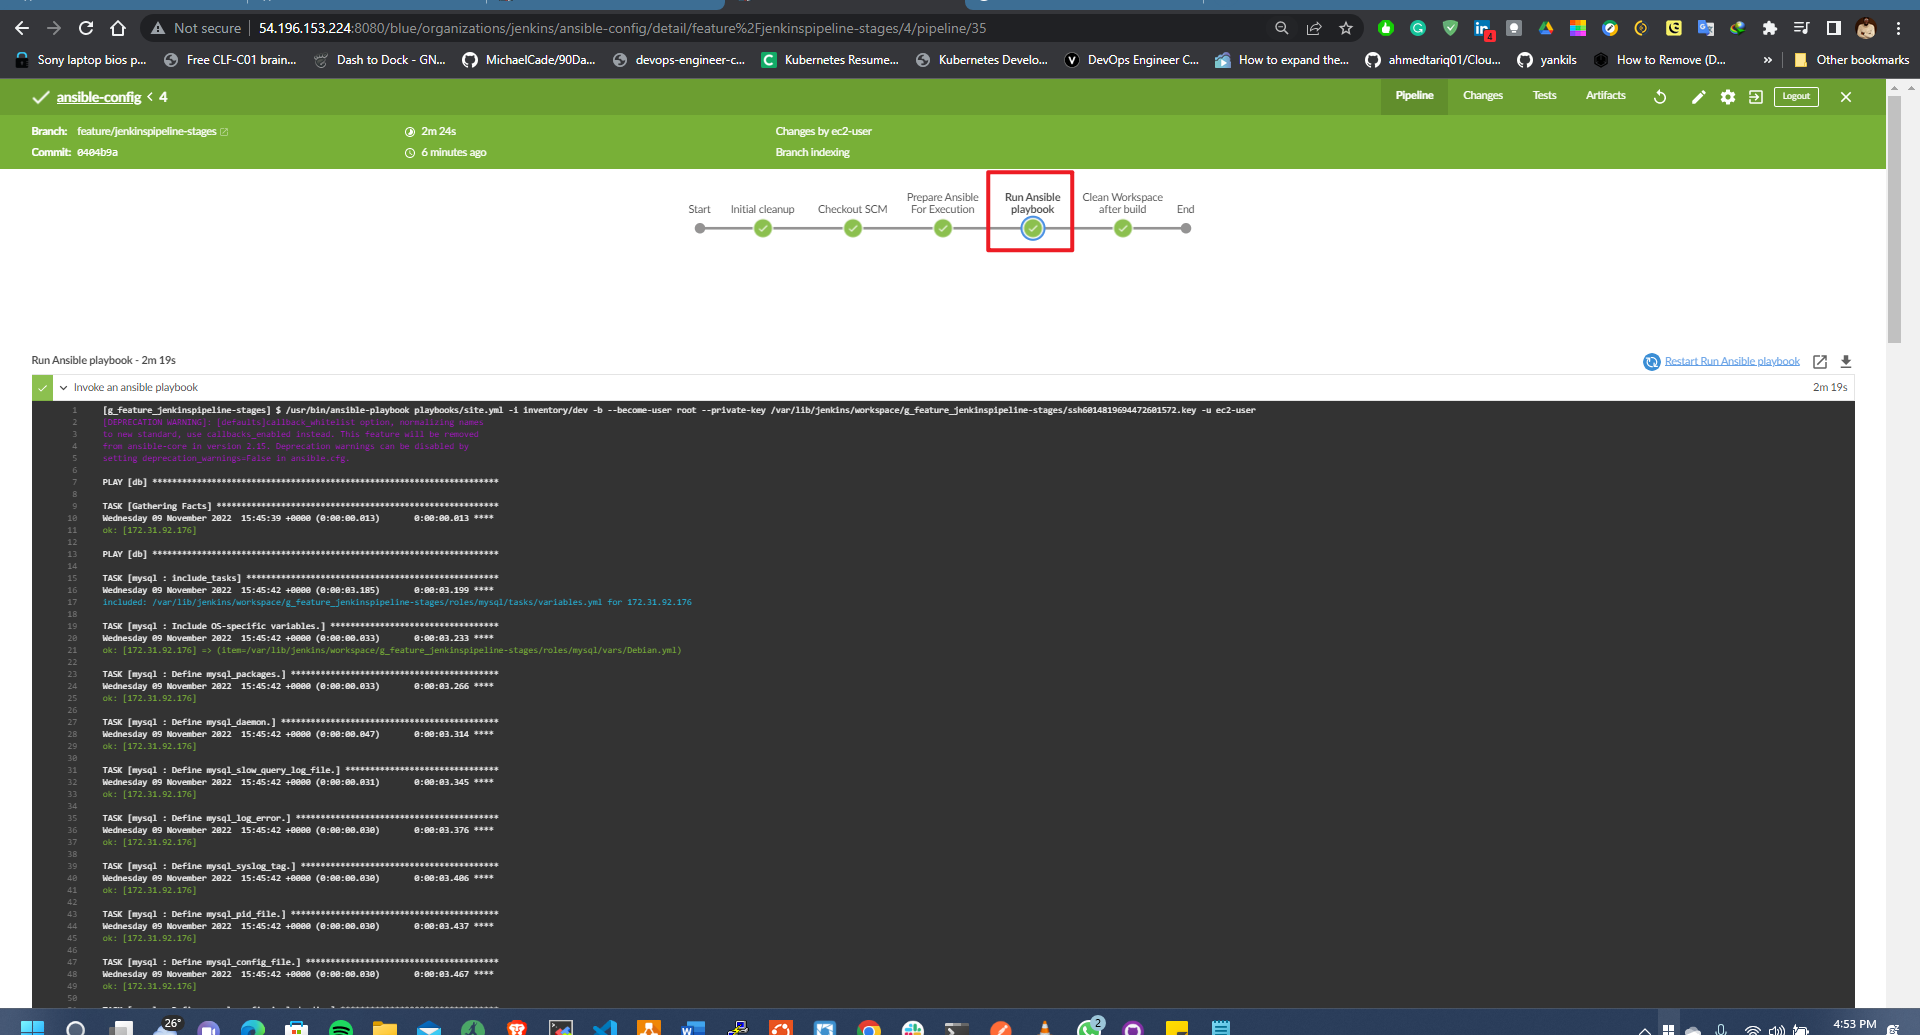 Not secure 54.196.153.224:8080/blue/organizations/jenkins/ansible-config/detail/feature%2Fjenkinspipeline-stages/4/pipeline/35
4
Sony laptop bios p... Free CLF-C01 brain... Dash to Dock - GN... MichaelCade/90Da... devops-engineer-c... Kubernetes Resume... Kubernetes Develo... DevOps Engineer C... How to expand the... ahmedtariq01/Clou... yankils How to Remove (D... » Other bookmarks
ansible-config < 4 Pipeline Changes Tests Artifacts Logout
Branch: feature/jenkinspipeline-stages 2m 24s Changes by ec2-user
Commit: 0404b9a 6 minutes ago Branch indexing
Start Initial cleanup Checkout SCM Prepare Ansible For Execution Run Ansible playbook Clean Workspace after build End
Run Ansible playbook - 2m 19s Restart Run Ansible playbook
Invoke an ansible playbook 2m 19s
1 [g_feature_jenkinspipeline-stages] $ /usr/bin/ansible-playbook playbooks/site.yml -i inventory/dev -b --become-user root --private-key /var/lib/jenkins/workspace/g_feature_jenkinspipeline-stages/ssh6014819694472601572.key -u ec2-user
2 [DEPRECATION WARNING]: [defaults]callback_whitelist option, normalizing names
3 to new standard, use callbacks_enabled instead. This feature will be removed
4 from ansible-core in version 2.15. Deprecation warnings can be disabled by
5 setting deprecation_warnings=False in ansible.cfg.
6
7 PLAY [db] **********************************************************************
8
9 TASK [Gathering Facts] *********************************************************
10 Wednesday 09 November 2022  15:45:39 +0000 (0:00:00.013)       0:00:00.013 ****
11 ok: [172.31.92.176]
12
13 PLAY [db] **********************************************************************
14
15 TASK [mysql : include_tasks] ***************************************************
16 Wednesday 09 November 2022  15:45:42 +0000 (0:00:03.185)       0:00:03.199 ****
17 included: /var/lib/jenkins/workspace/g_feature_jenkinspipeline-stages/roles/mysql/tasks/variables.yml for 172.31.92.176
18
19 TASK [mysql : Include OS-specific variables.] **********************************
20 Wednesday 09 November 2022  15:45:42 +0000 (0:00:00.033)       0:00:03.233 ****
21 ok: [172.31.92.176] => (item=/var/lib/jenkins/workspace/g_feature_jenkinspipeline-stages/roles/mysql/vars/Debian.yml)
22
23 TASK [mysql : Define mysql_packages.] ******************************************
24 Wednesday 09 November 2022  15:45:42 +0000 (0:00:00.033)       0:00:03.266 ****
25 ok: [172.31.92.176]
26
27 TASK [mysql : Define mysql_daemon.] ********************************************
28 Wednesday 09 November 2022  15:45:42 +0000 (0:00:00.047)       0:00:03.314 ****
29 ok: [172.31.92.176]
30
31 TASK [mysql : Define mysql_slow_query_log_file.] *******************************
32 Wednesday 09 November 2022  15:45:42 +0000 (0:00:00.031)       0:00:03.345 ****
33 ok: [172.31.92.176]
34
35 TASK [mysql : Define mysql_log_error.] *****************************************
36 Wednesday 09 November 2022  15:45:42 +0000 (0:00:00.030)       0:00:03.376 ****
37 ok: [172.31.92.176]
38
39 TASK [mysql : Define mysql_syslog_tag.] ****************************************
40 Wednesday 09 November 2022  15:45:42 +0000 (0:00:00.030)       0:00:03.406 ****
41 ok: [172.31.92.176]
42
43 TASK [mysql : Define mysql_pid_file.] ******************************************
44 Wednesday 09 November 2022  15:45:42 +0000 (0:00:00.030)       0:00:03.437 ****
45 ok: [172.31.92.176]
46
47 TASK [mysql : Define mysql_config_file.] ***************************************
48 Wednesday 09 November 2022  15:45:42 +0000 (0:00:00.030)       0:00:03.467 ****
49 ok: [172.31.92.176]
50
26° 2 4:53 PM